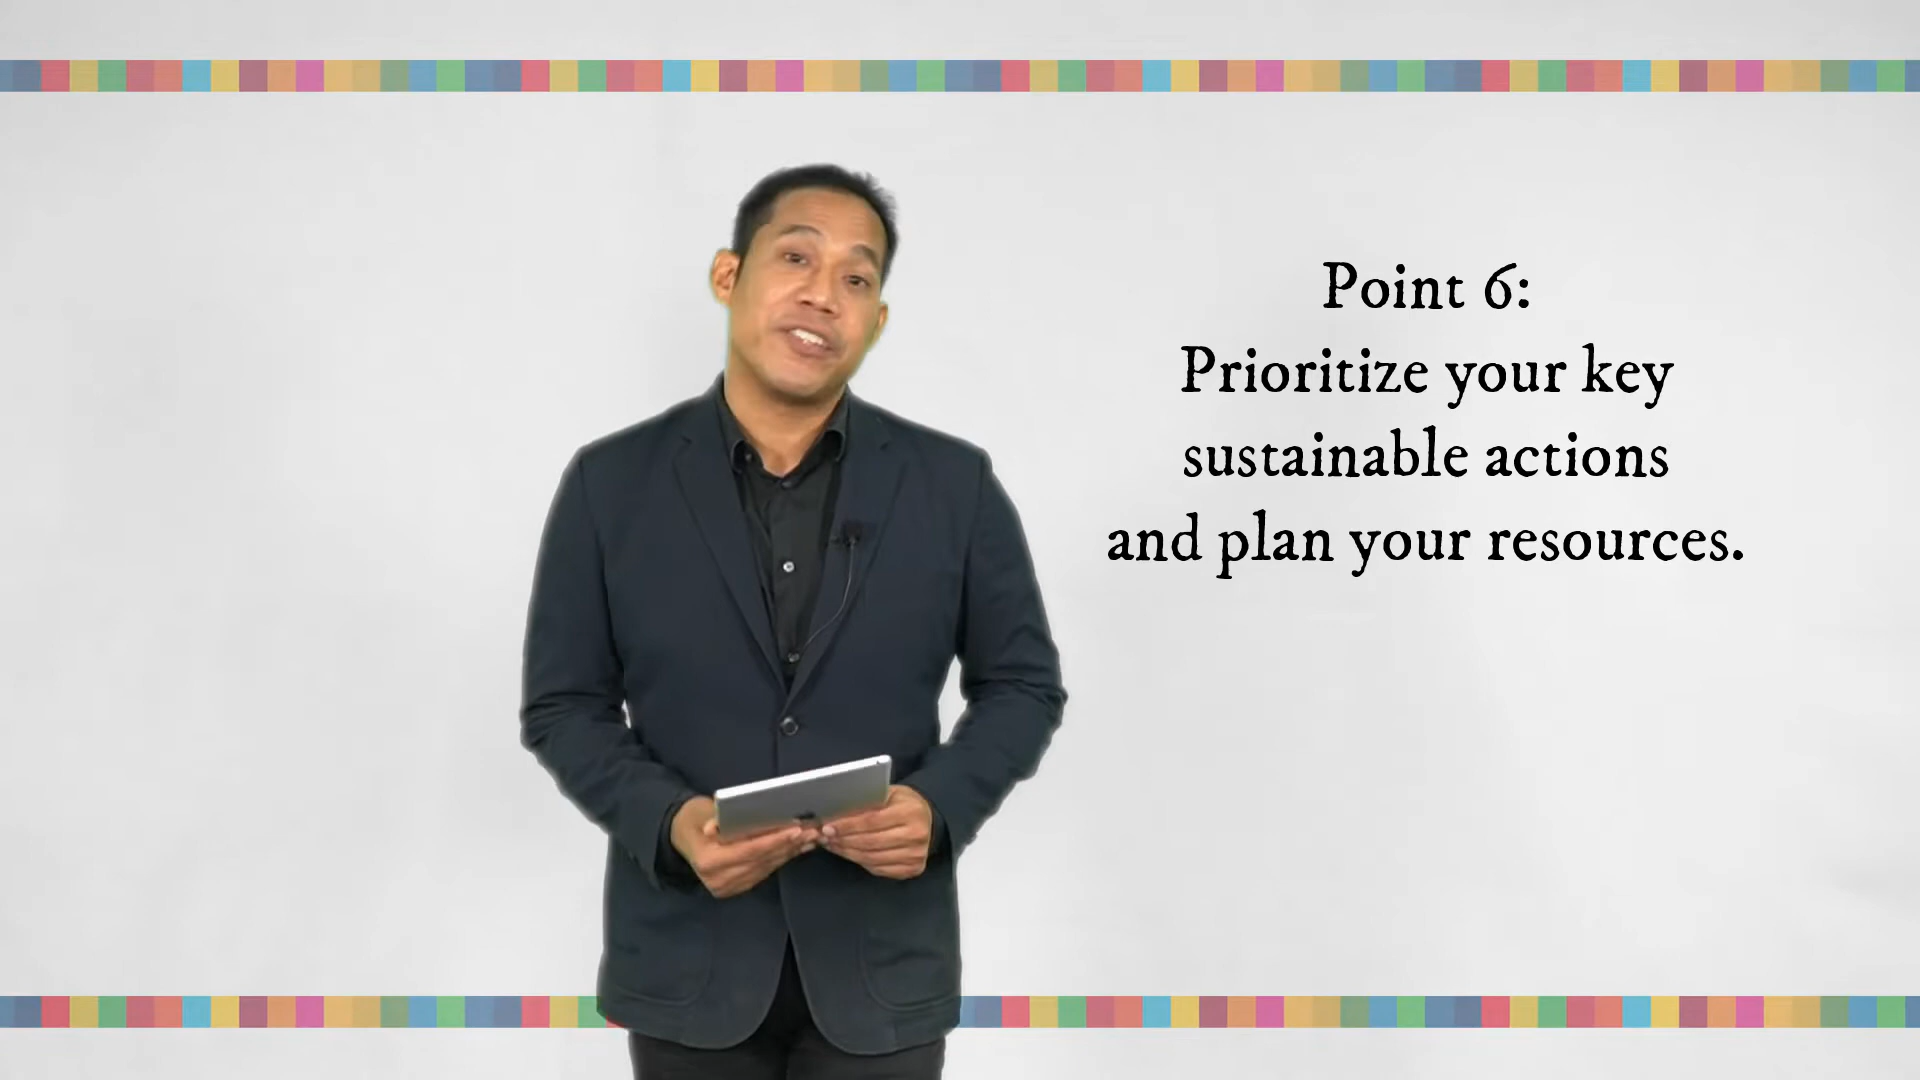 Point 6:
Prioritize your key
sustainable actions
and plan your resources.